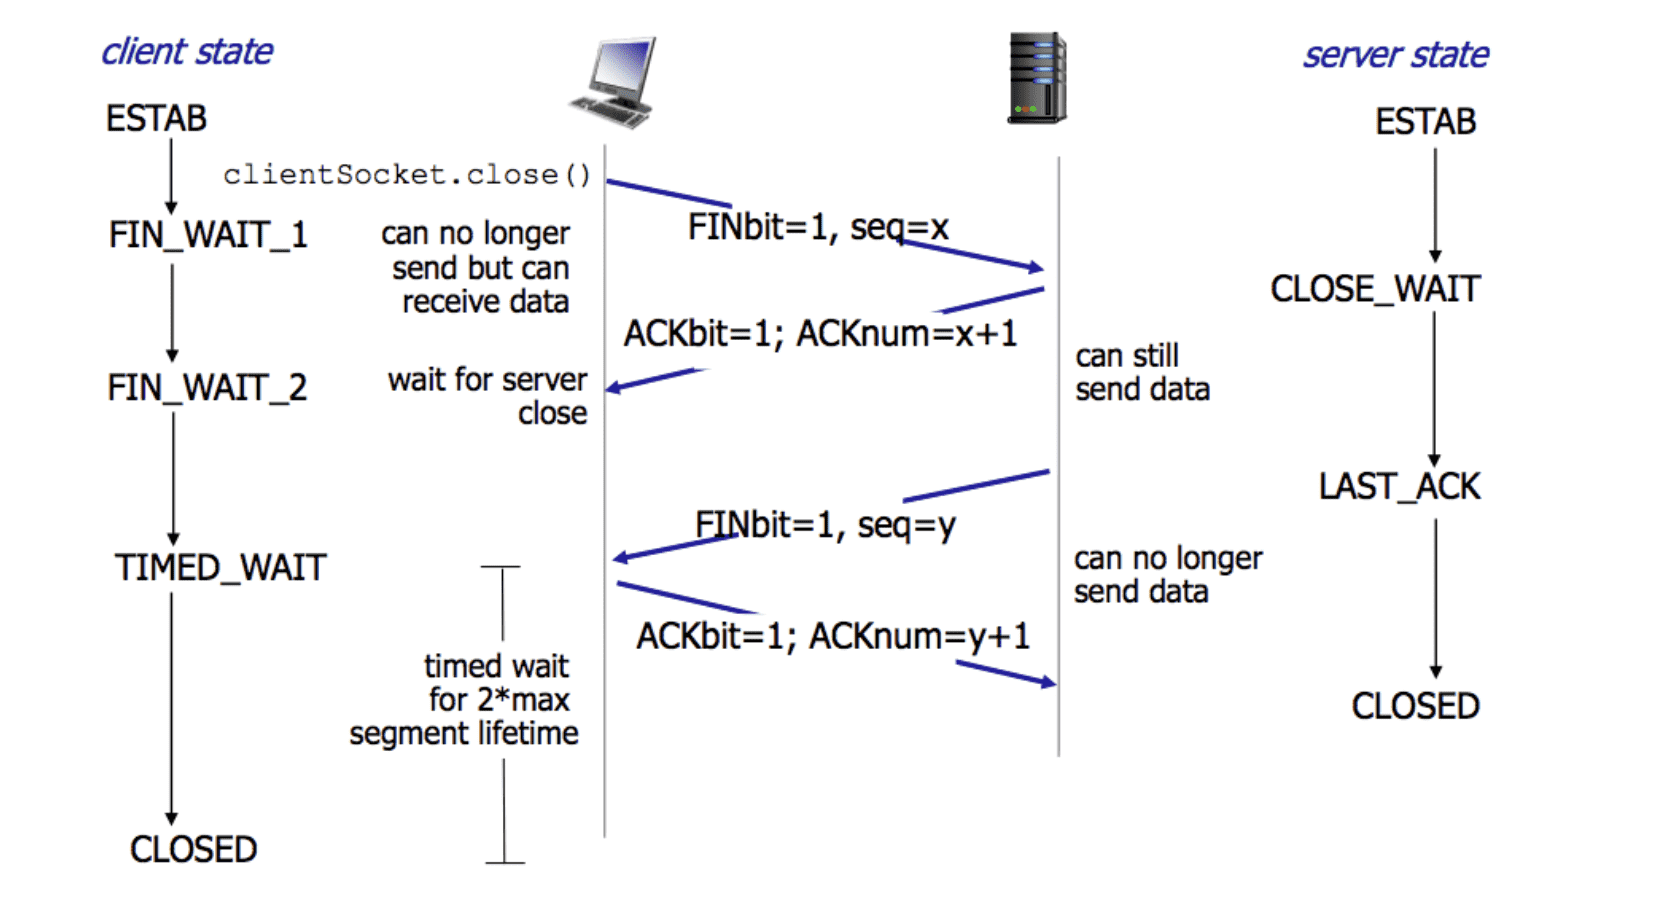 client state
server state
ESTAB
ESTAB
clientSocket.close()
FINbit=1, seq=x
FIN_WAIT_1
can no longer
send but can
receive data
CLOSE_WAIT
ACKbit=1; ACKnum=x+1
can still
send data
FIN_WAIT_2
wait for server
close
LAST_ACK
FINbit=1, seq=y
TIMED_WAIT
can no longer
send data
ACKbit=1; ACKnum=y+1
timed wait
for 2*max
segment lifetime
CLOSED
CLOSED